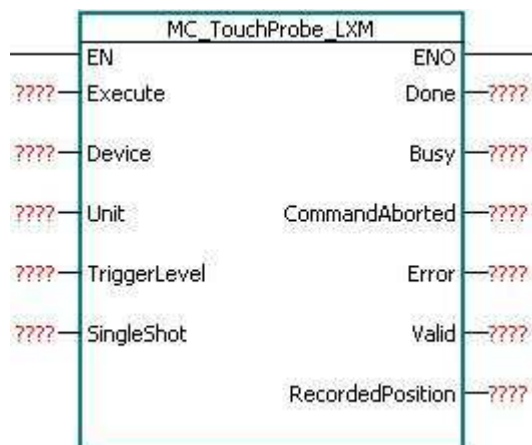 MC_TouchProbe_LXM
EN ENO
???? Execute Done ????
???? Device Busy ????
???? Unit CommandAborted ????
???? TriggerLevel Error ????
???? SingleShot Valid ????
RecordedPosition ????